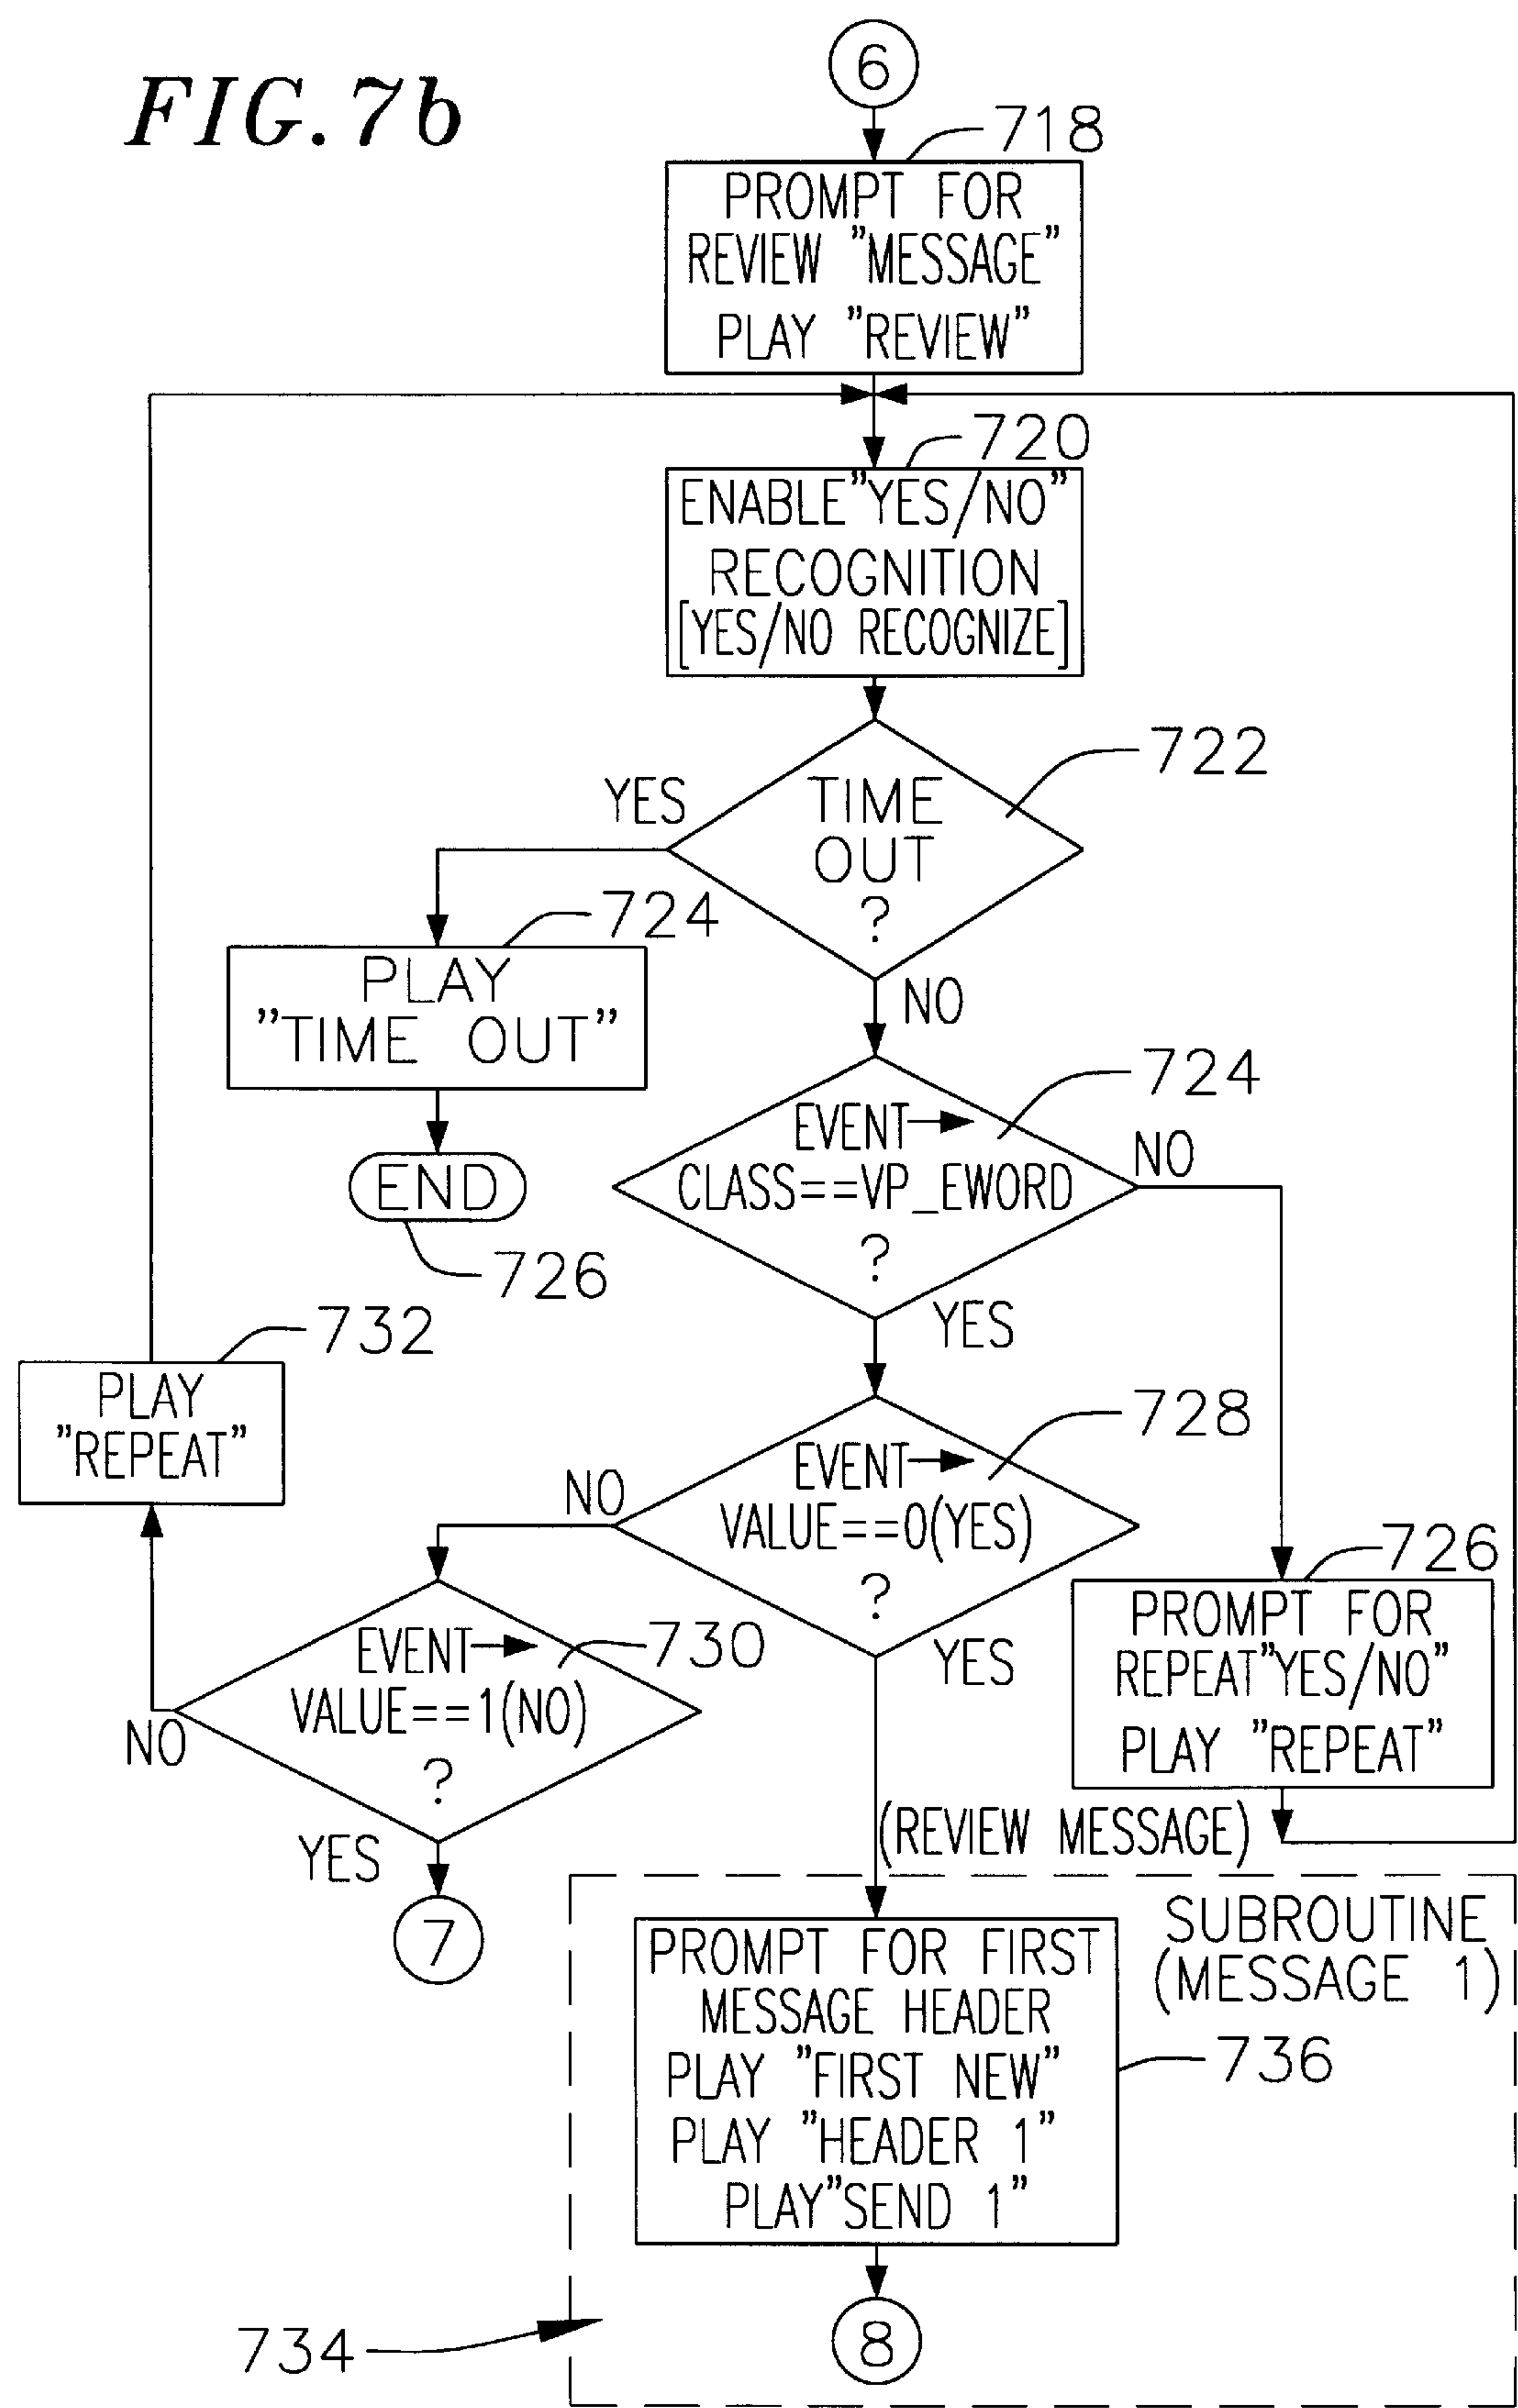 FIG. 7b
6
718
PROMPT FOR
REVIEW "MESSAGE"
PLAY "REVIEW"
720
ENABLE"YES/NO"
RECOGNITION
[YES/NO RECOGNIZE]
722
YES
TIME
OUT
?
724
NO
PLAY
"TIME OUT"
724
EVENT→
NO
CLASS==VP_EWORD
?
END
726
YES
732
PLAY
"REPEAT"
728
EVENT→
NO
VALUE==0(YES)
?
YES
726
PROMPT FOR
REPEAT"YES/NO"
PLAY "REPEAT"
730
EVENT→
VALUE==1(NO)
NO
?
YES
7
(REVIEW MESSAGE)
SUBROUTINE
(MESSAGE 1)
PROMPT FOR FIRST
MESSAGE HEADER
PLAY "FIRST NEW"
PLAY "HEADER 1"
PLAY"SEND 1"
736
734
8